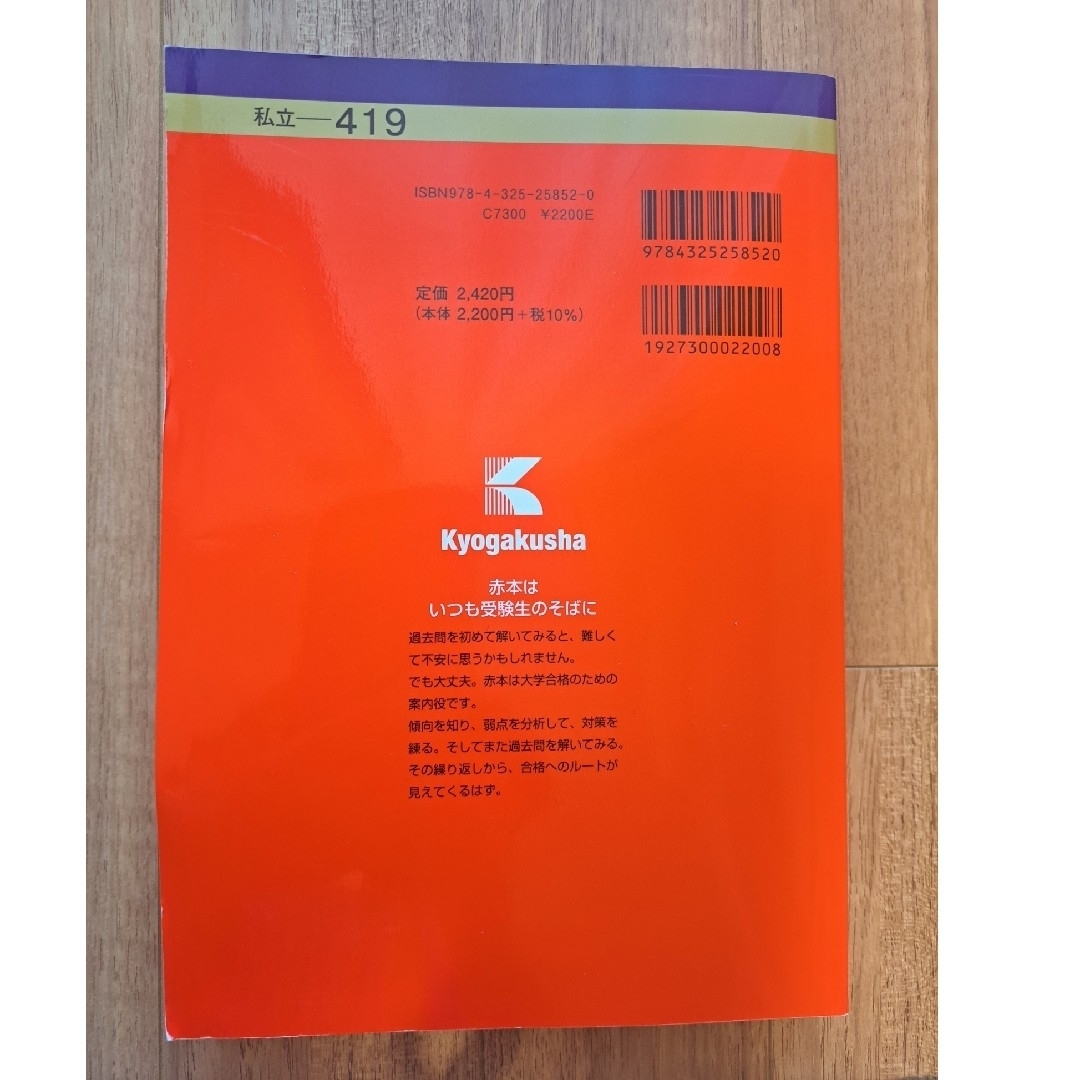 私立―419
ISBN978-4-325-25852-0
C7300 ¥2200E
9784325258520
定価 2,420円
(本体 2,200円+税10%)
1927300022008
Kyogakusha
赤本は
いつも受験生のそばに
過去問を初めて解いてみると、難しく
て不安に思うかもしれません。
でも大丈夫。赤本は大学合格のための
案内役です。
傾向を知り、弱点を分析して、対策を
練る。そしてまた過去問を解いてみる。
その繰り返しから、合格へのルートが
見えてくるはず。